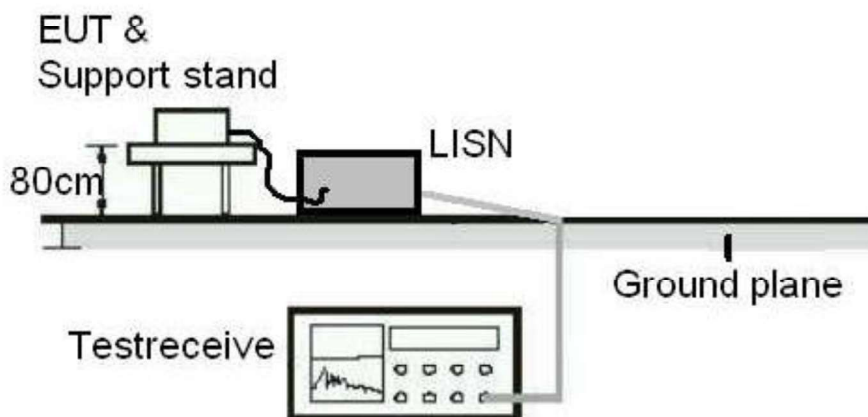 EUT &
Support stand
LISN
80cm
Ground plane
Testreceive